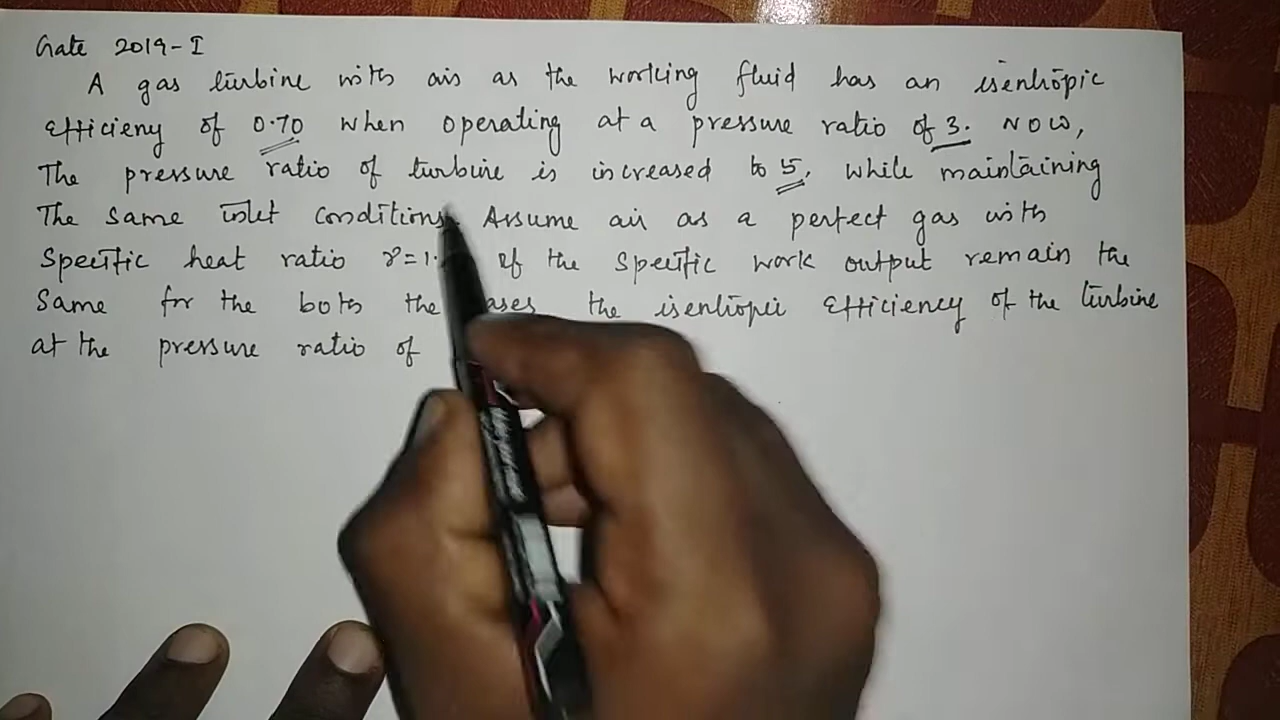 Gate 2019-I
A gas turbine with air as the working fluid has an isentropic
Efficieny of 0.70 when operating at a pressure ratio of 3. Now,
The pressure ratio of turbine is increased to 5, while maintaining
The same inlet conditions. Assume air as a perfect gas with
Specific heat ratio γ=1. If the specific work output remain the
Same for the both the ases the isentropic Efficiency of the turbine
at the pressure ratio of